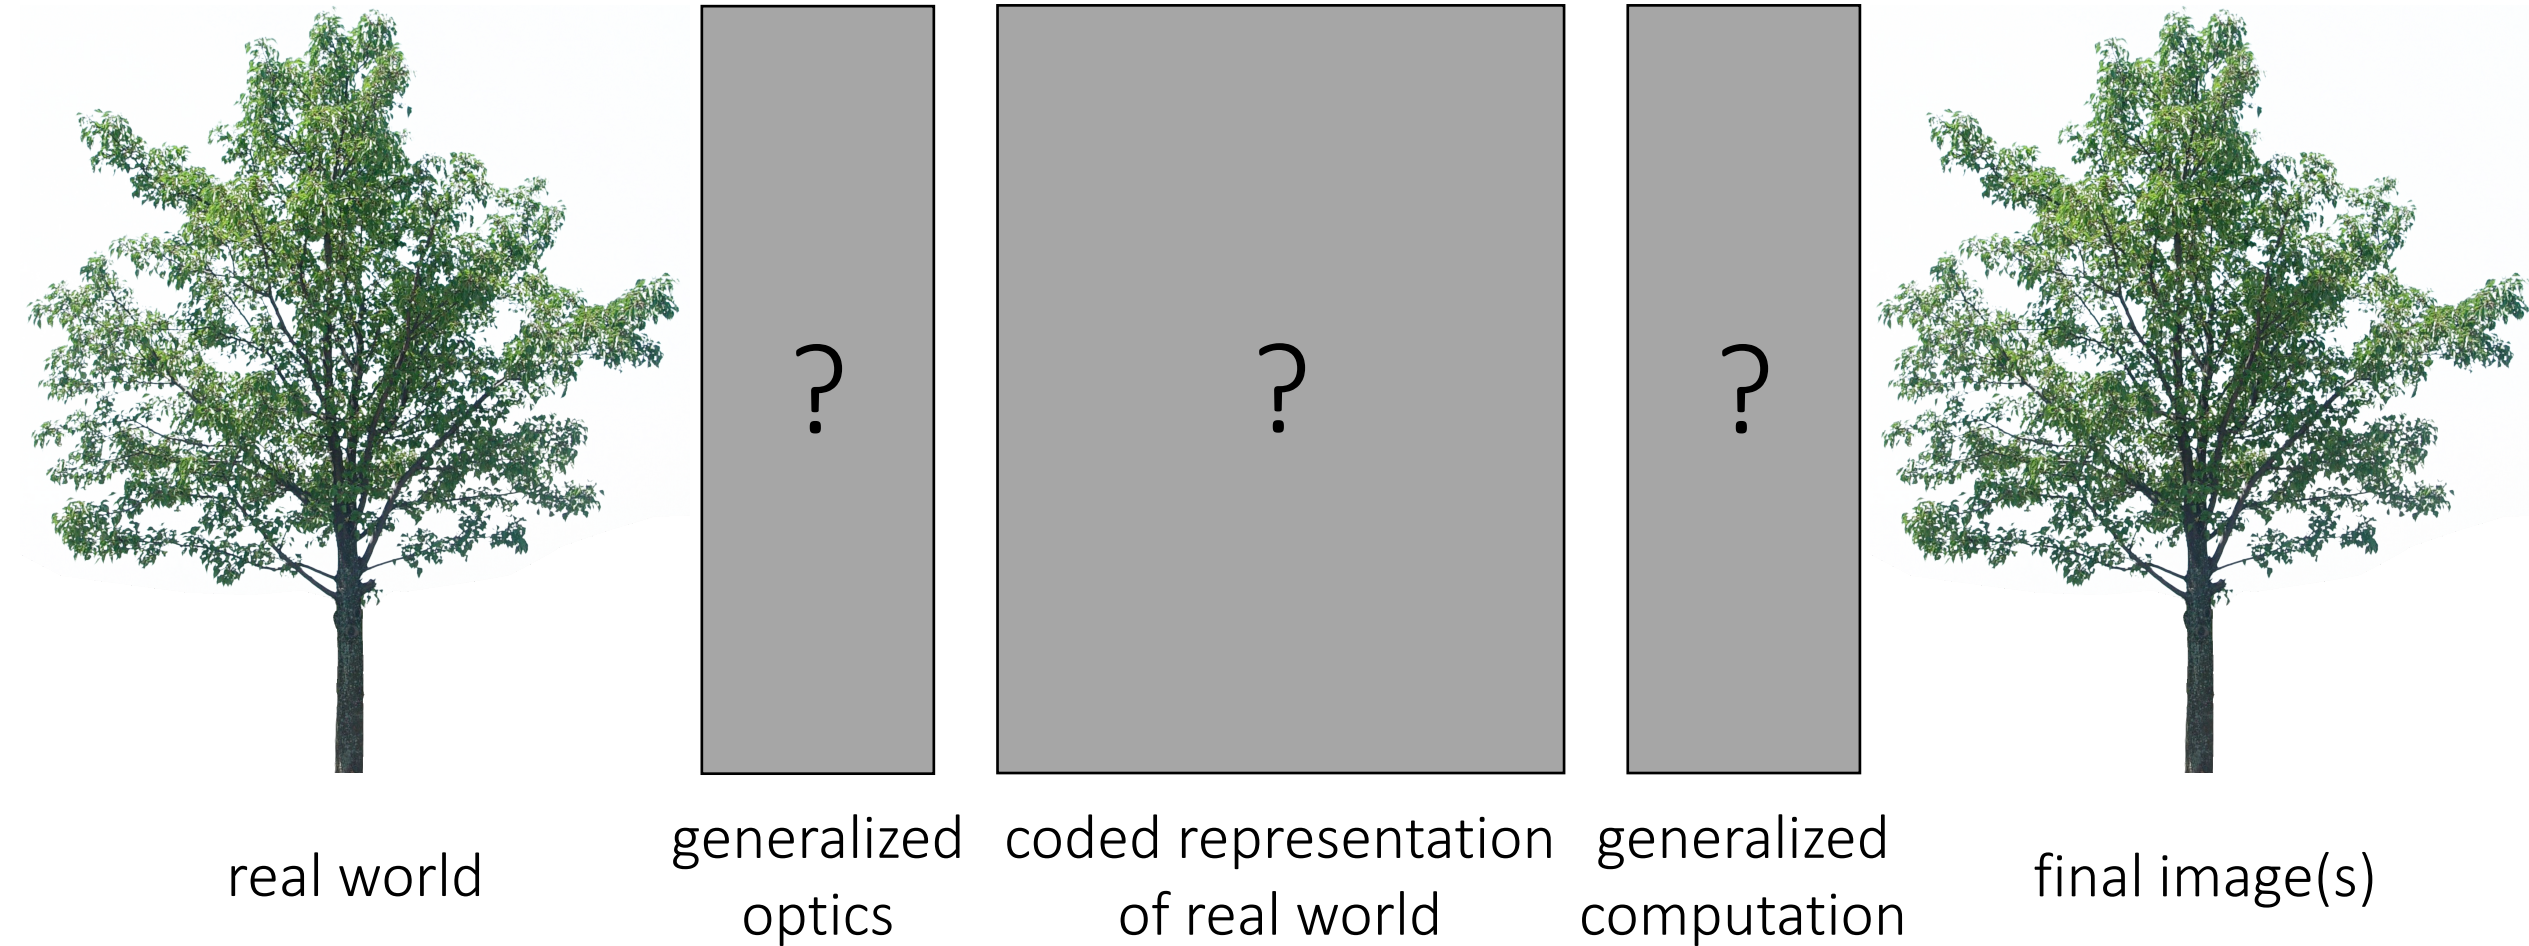 ?
?
?
real world
generalized
optics
coded representation
of real world
generalized
computation
final image(s)